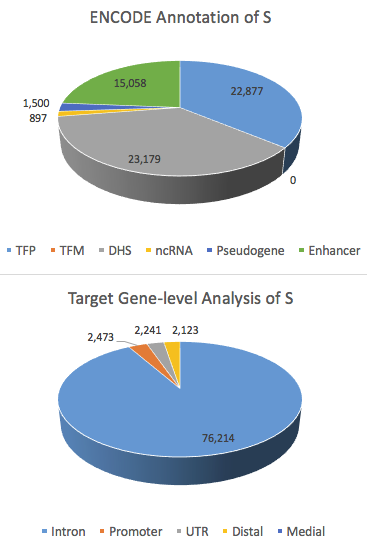 ENCODE Annotation of S
15,058
22,877
1,500
897
23,179
0
TFP TFM DHS ncRNA Pseudogene Enhancer
Target Gene-level Analysis of S
2,241 2,123
2,473
76,214
Intron Promoter UTR Distal Medial